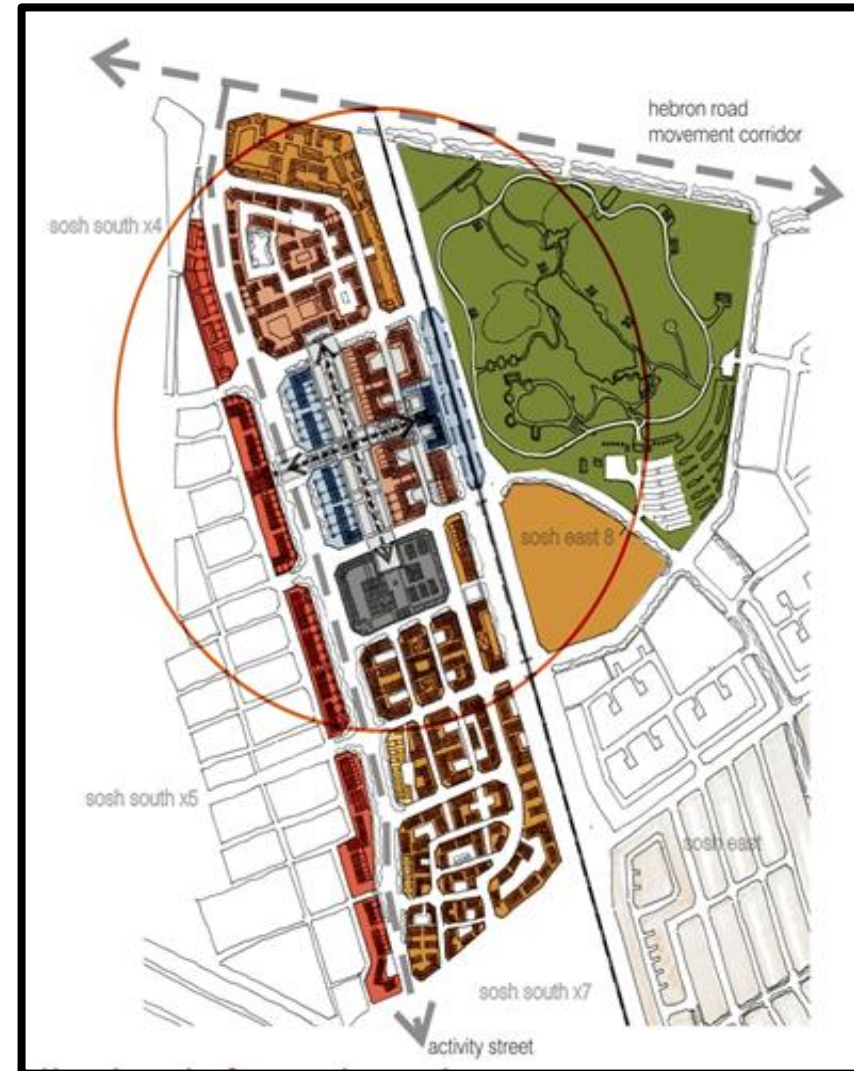 hebron road
movement corridor
sosh south x4
sosh east 8
sosh south x5
sosh east
sosh south x7
activity street